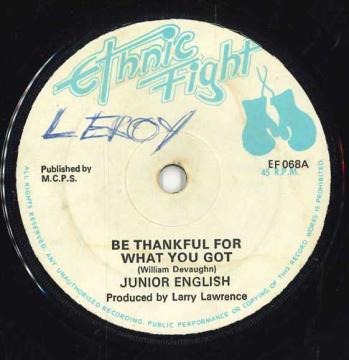 Ethnic
Fight
LEROY
Published by
M.C.P.S.
EF 068A
45 R.P.M.
BE THANKFUL FOR
WHAT YOU GOT
(William Devaughn)
JUNIOR ENGLISH
Produced by Larry Lawrence
ALL RIGHTS RESERVED. UNAUTHORISED RECORDING, PUBLIC PERFORMANCE OR COPYING OF THIS RECORD WORKS IS PROHIBITED.